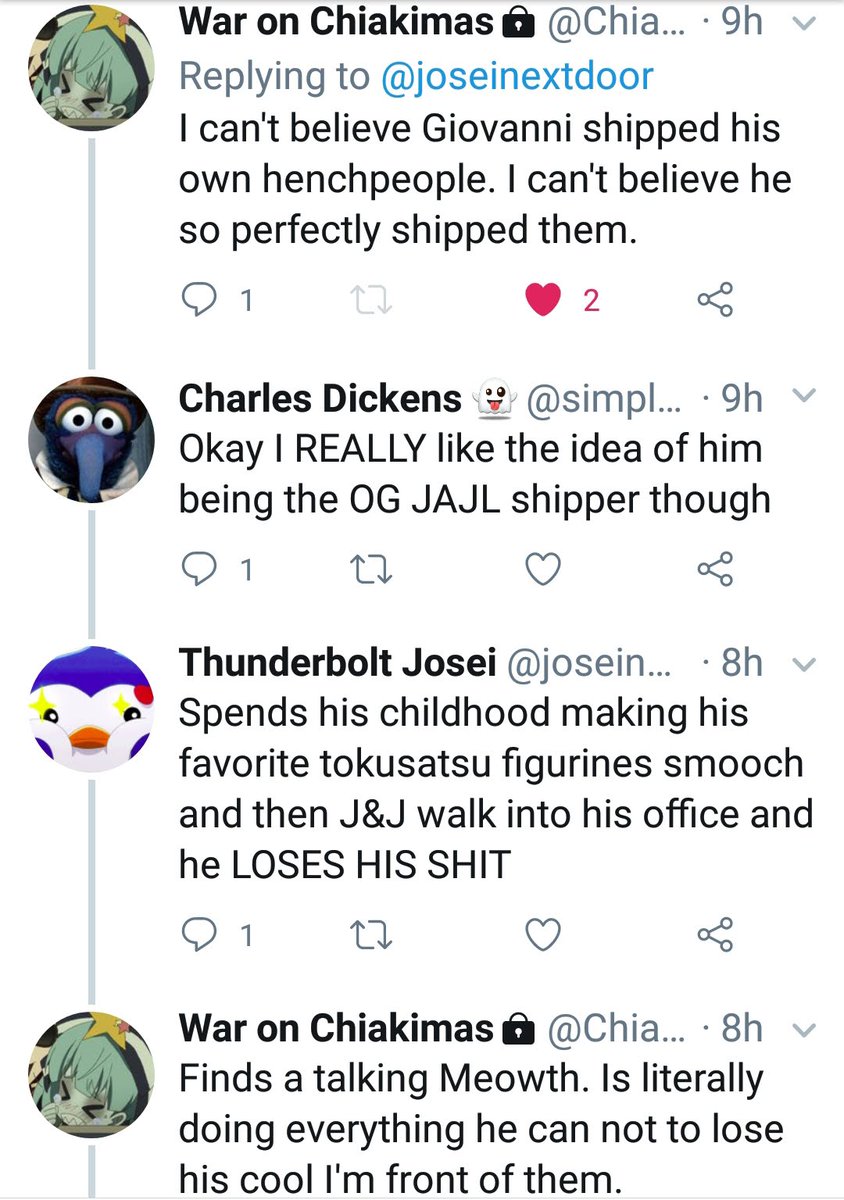 War on Chiakimas @Chia... · 9h
Replying to @joseinextdoor
I can't believe Giovanni shipped his
own henchpeople. I can't believe he
so perfectly shipped them.
1 2
Charles Dickens 👻 @simpl... · 9h
Okay I REALLY like the idea of him
being the OG JAJL shipper though
1
Thunderbolt Josei @josein... · 8h
Spends his childhood making his
favorite tokusatsu figurines smooch
and then J&J walk into his office and
he LOSES HIS SHIT
1
War on Chiakimas @Chia... · 8h
Finds a talking Meowth. Is literally
doing everything he can not to lose
his cool I'm front of them.